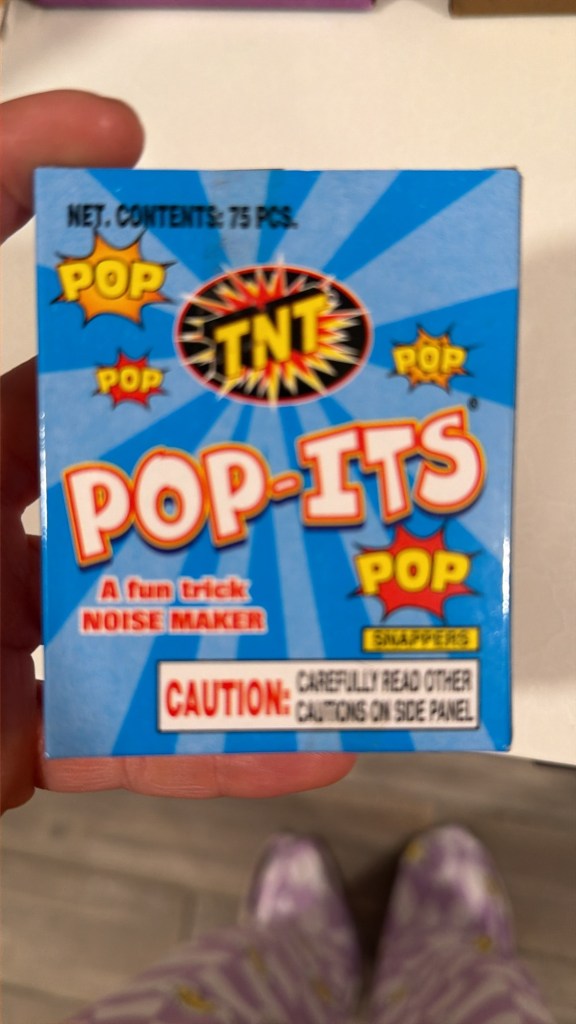 NET. CONTENTS: 75 PCS.
POP
TNT
POP
POP
POP-ITS
®
A fun trick
NOISE MAKER
POP
SNAPPERS
CAUTION: CAREFULLY READ OTHER
CAUTIONS ON SIDE PANEL